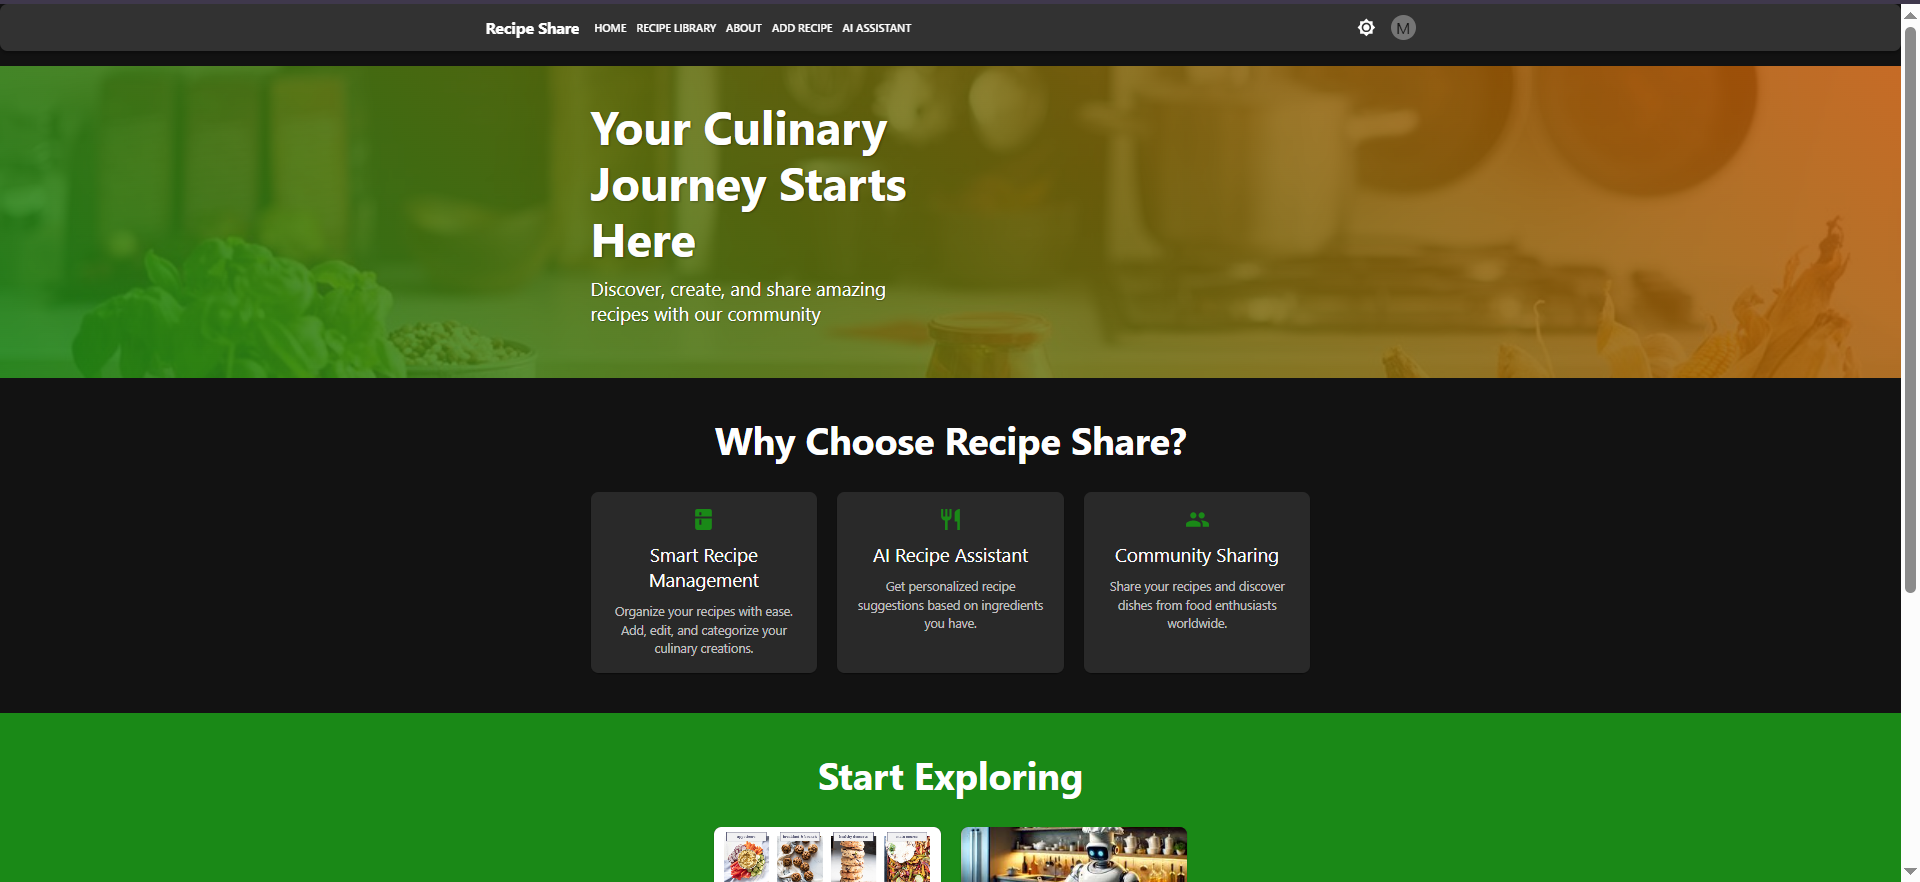 Recipe Share HOME RECIPE LIBRARY ABOUT ADD RECIPE AI ASSISTANT M
Your Culinary
Journey Starts
Here
Discover, create, and share amazing
recipes with our community
Why Choose Recipe Share?
Smart Recipe
Management
Organize your recipes with ease.
Add, edit, and categorize your
culinary creations.
AI Recipe Assistant
Get personalized recipe
suggestions based on ingredients
you have.
Community Sharing
Share your recipes and discover
dishes from food enthusiasts
worldwide.
Start Exploring